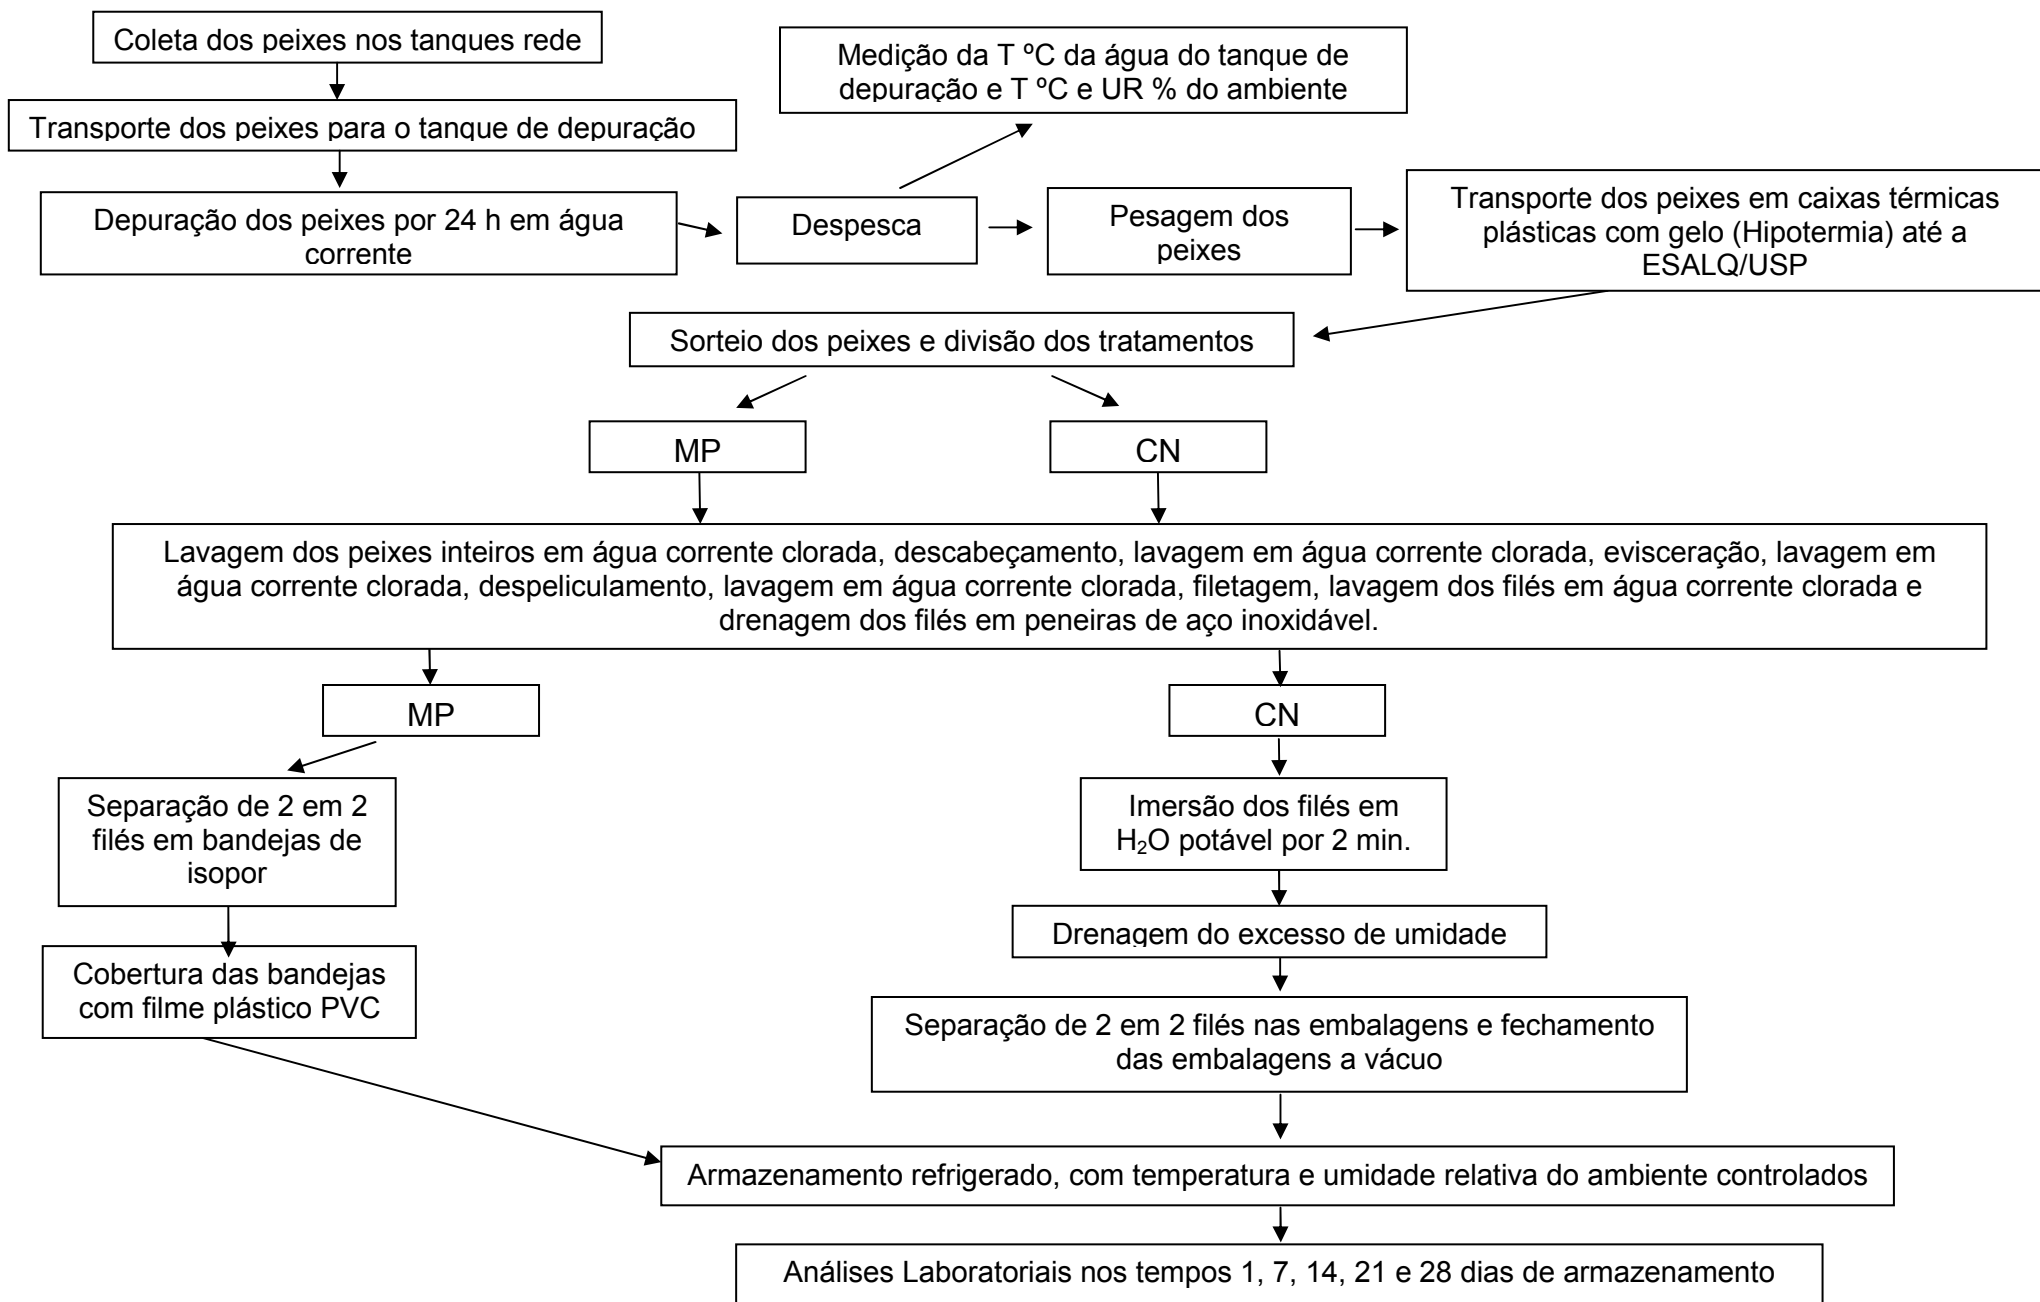 Coleta dos peixes nos tanques rede
Transporte dos peixes para o tanque de depuração
Depuração dos peixes por 24 h em água
corrente
Medição da T ºC da água do tanque de
depuração e T ºC e UR % do ambiente
Despesca
Pesagem dos
peixes
Transporte dos peixes em caixas térmicas
plásticas com gelo (Hipotermia) até a
ESALQ/USP
Sorteio dos peixes e divisão dos tratamentos
MP
CN
Lavagem dos peixes inteiros em água corrente clorada, descabeçamento, lavagem em água corrente clorada, evisceração, lavagem em
água corrente clorada, despeliculamento, lavagem em água corrente clorada, filetagem, lavagem dos filés em água corrente clorada e
drenagem dos filés em peneiras de aço inoxidável.
MP
CN
Separação de 2 em 2
filés em bandejas de
isopor
Cobertura das bandejas
com filme plástico PVC
Imersão dos filés em
H₂O potável por 2 min.
Drenagem do excesso de umidade
Separação de 2 em 2 filés nas embalagens e fechamento
das embalagens a vácuo
Armazenamento refrigerado, com temperatura e umidade relativa do ambiente controlados
Análises Laboratoriais nos tempos 1, 7, 14, 21 e 28 dias de armazenamento